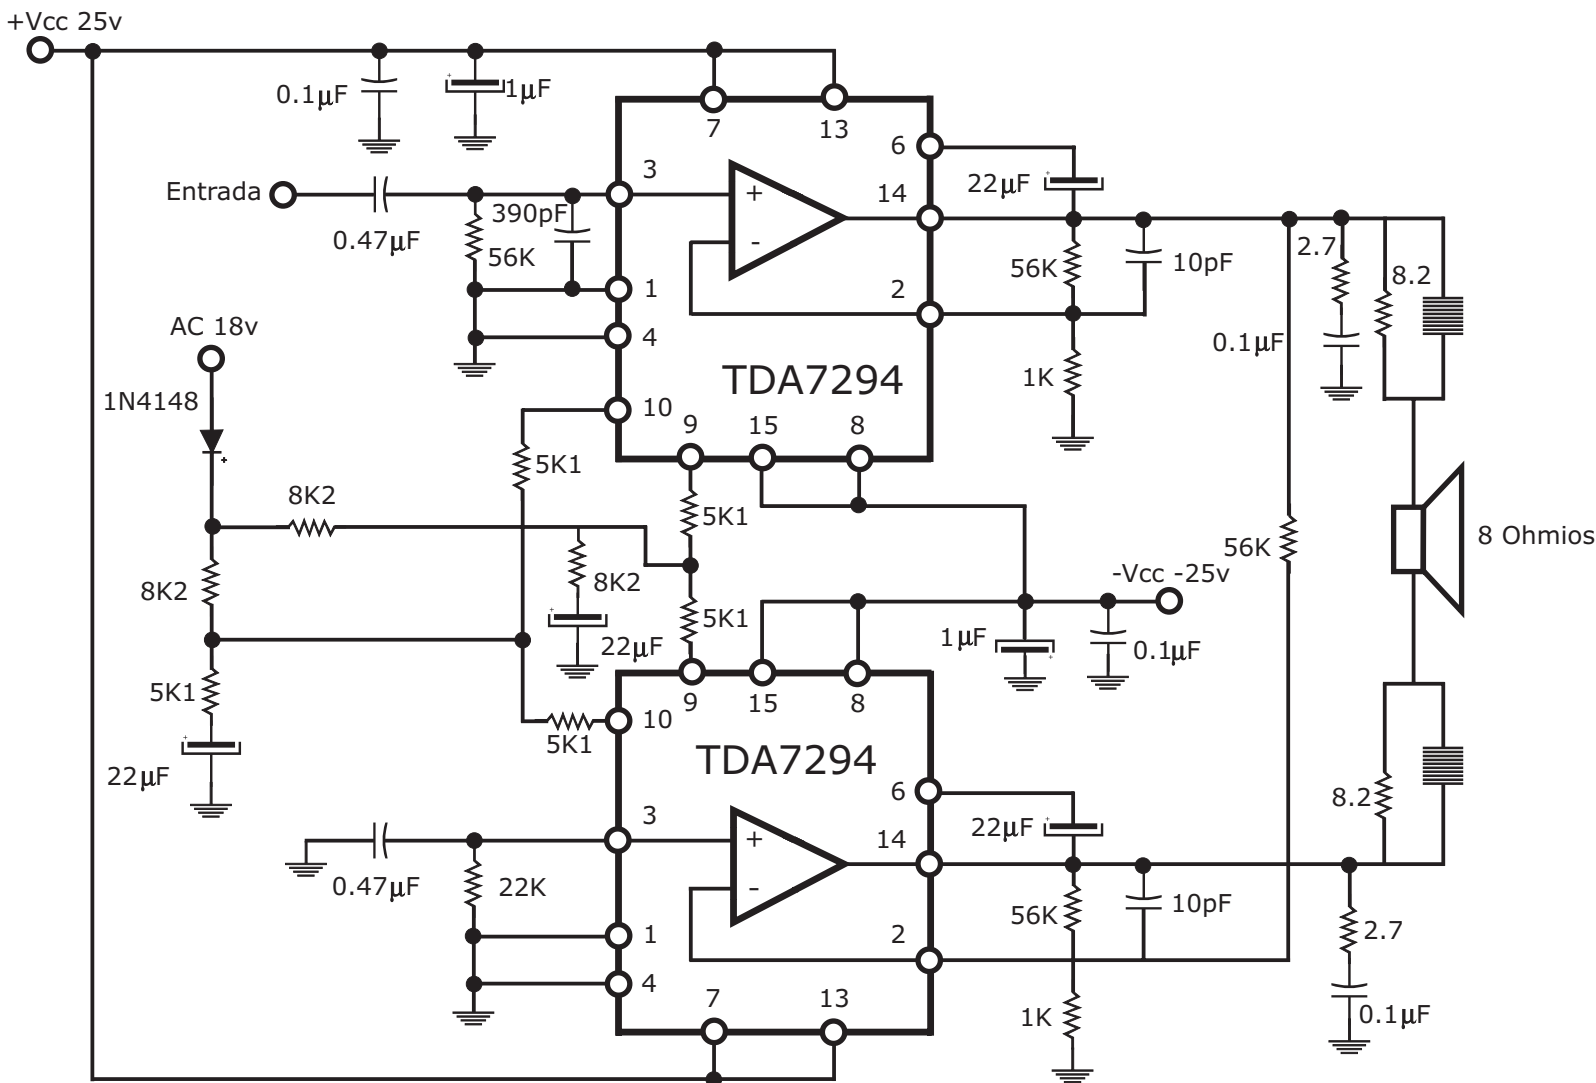 +Vcc 25v
0.1µF
1µF
7
13
6
3
+
-
14
22µF
Entrada
390pF
0.47µF
56K
1
2
56K
10pF
2.7
8.2
4
0.1µF
AC 18v
1K
TDA7294
1N4148
10
9
15
8
+
5K1
8K2
5K1
8 Ohmios
56K
8K2
8K2
-Vcc -25v
5K1
22µF
1µF
0.1µF
5K1
9
15
8
10
5K1
TDA7294
22µF
6
8.2
3
+
-
14
22µF
0.47µF
22K
56K
10pF
1
2
2.7
4
7
13
1K
0.1µF